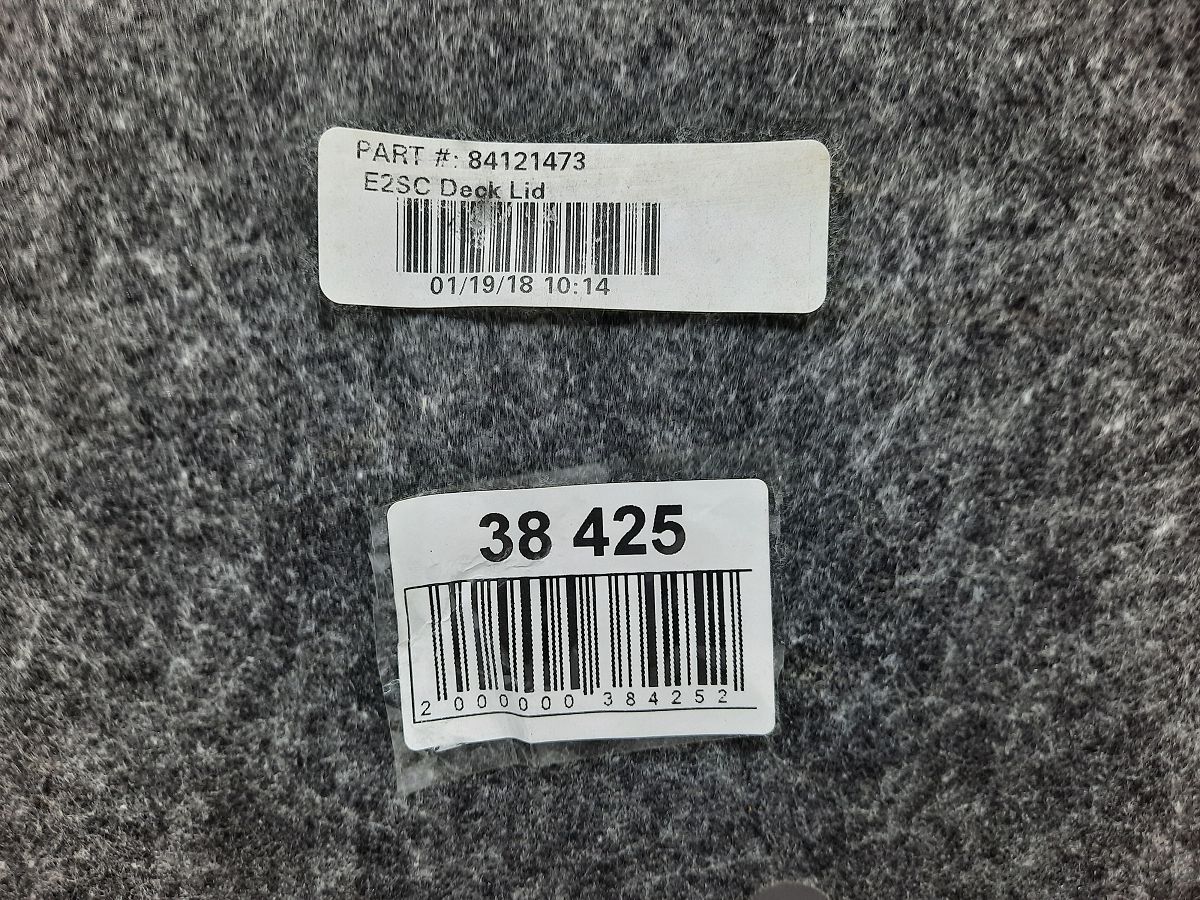 PART #: 84121473
E2SC Deck Lid
01/19/18 10:14
38 425
2 000000 384252